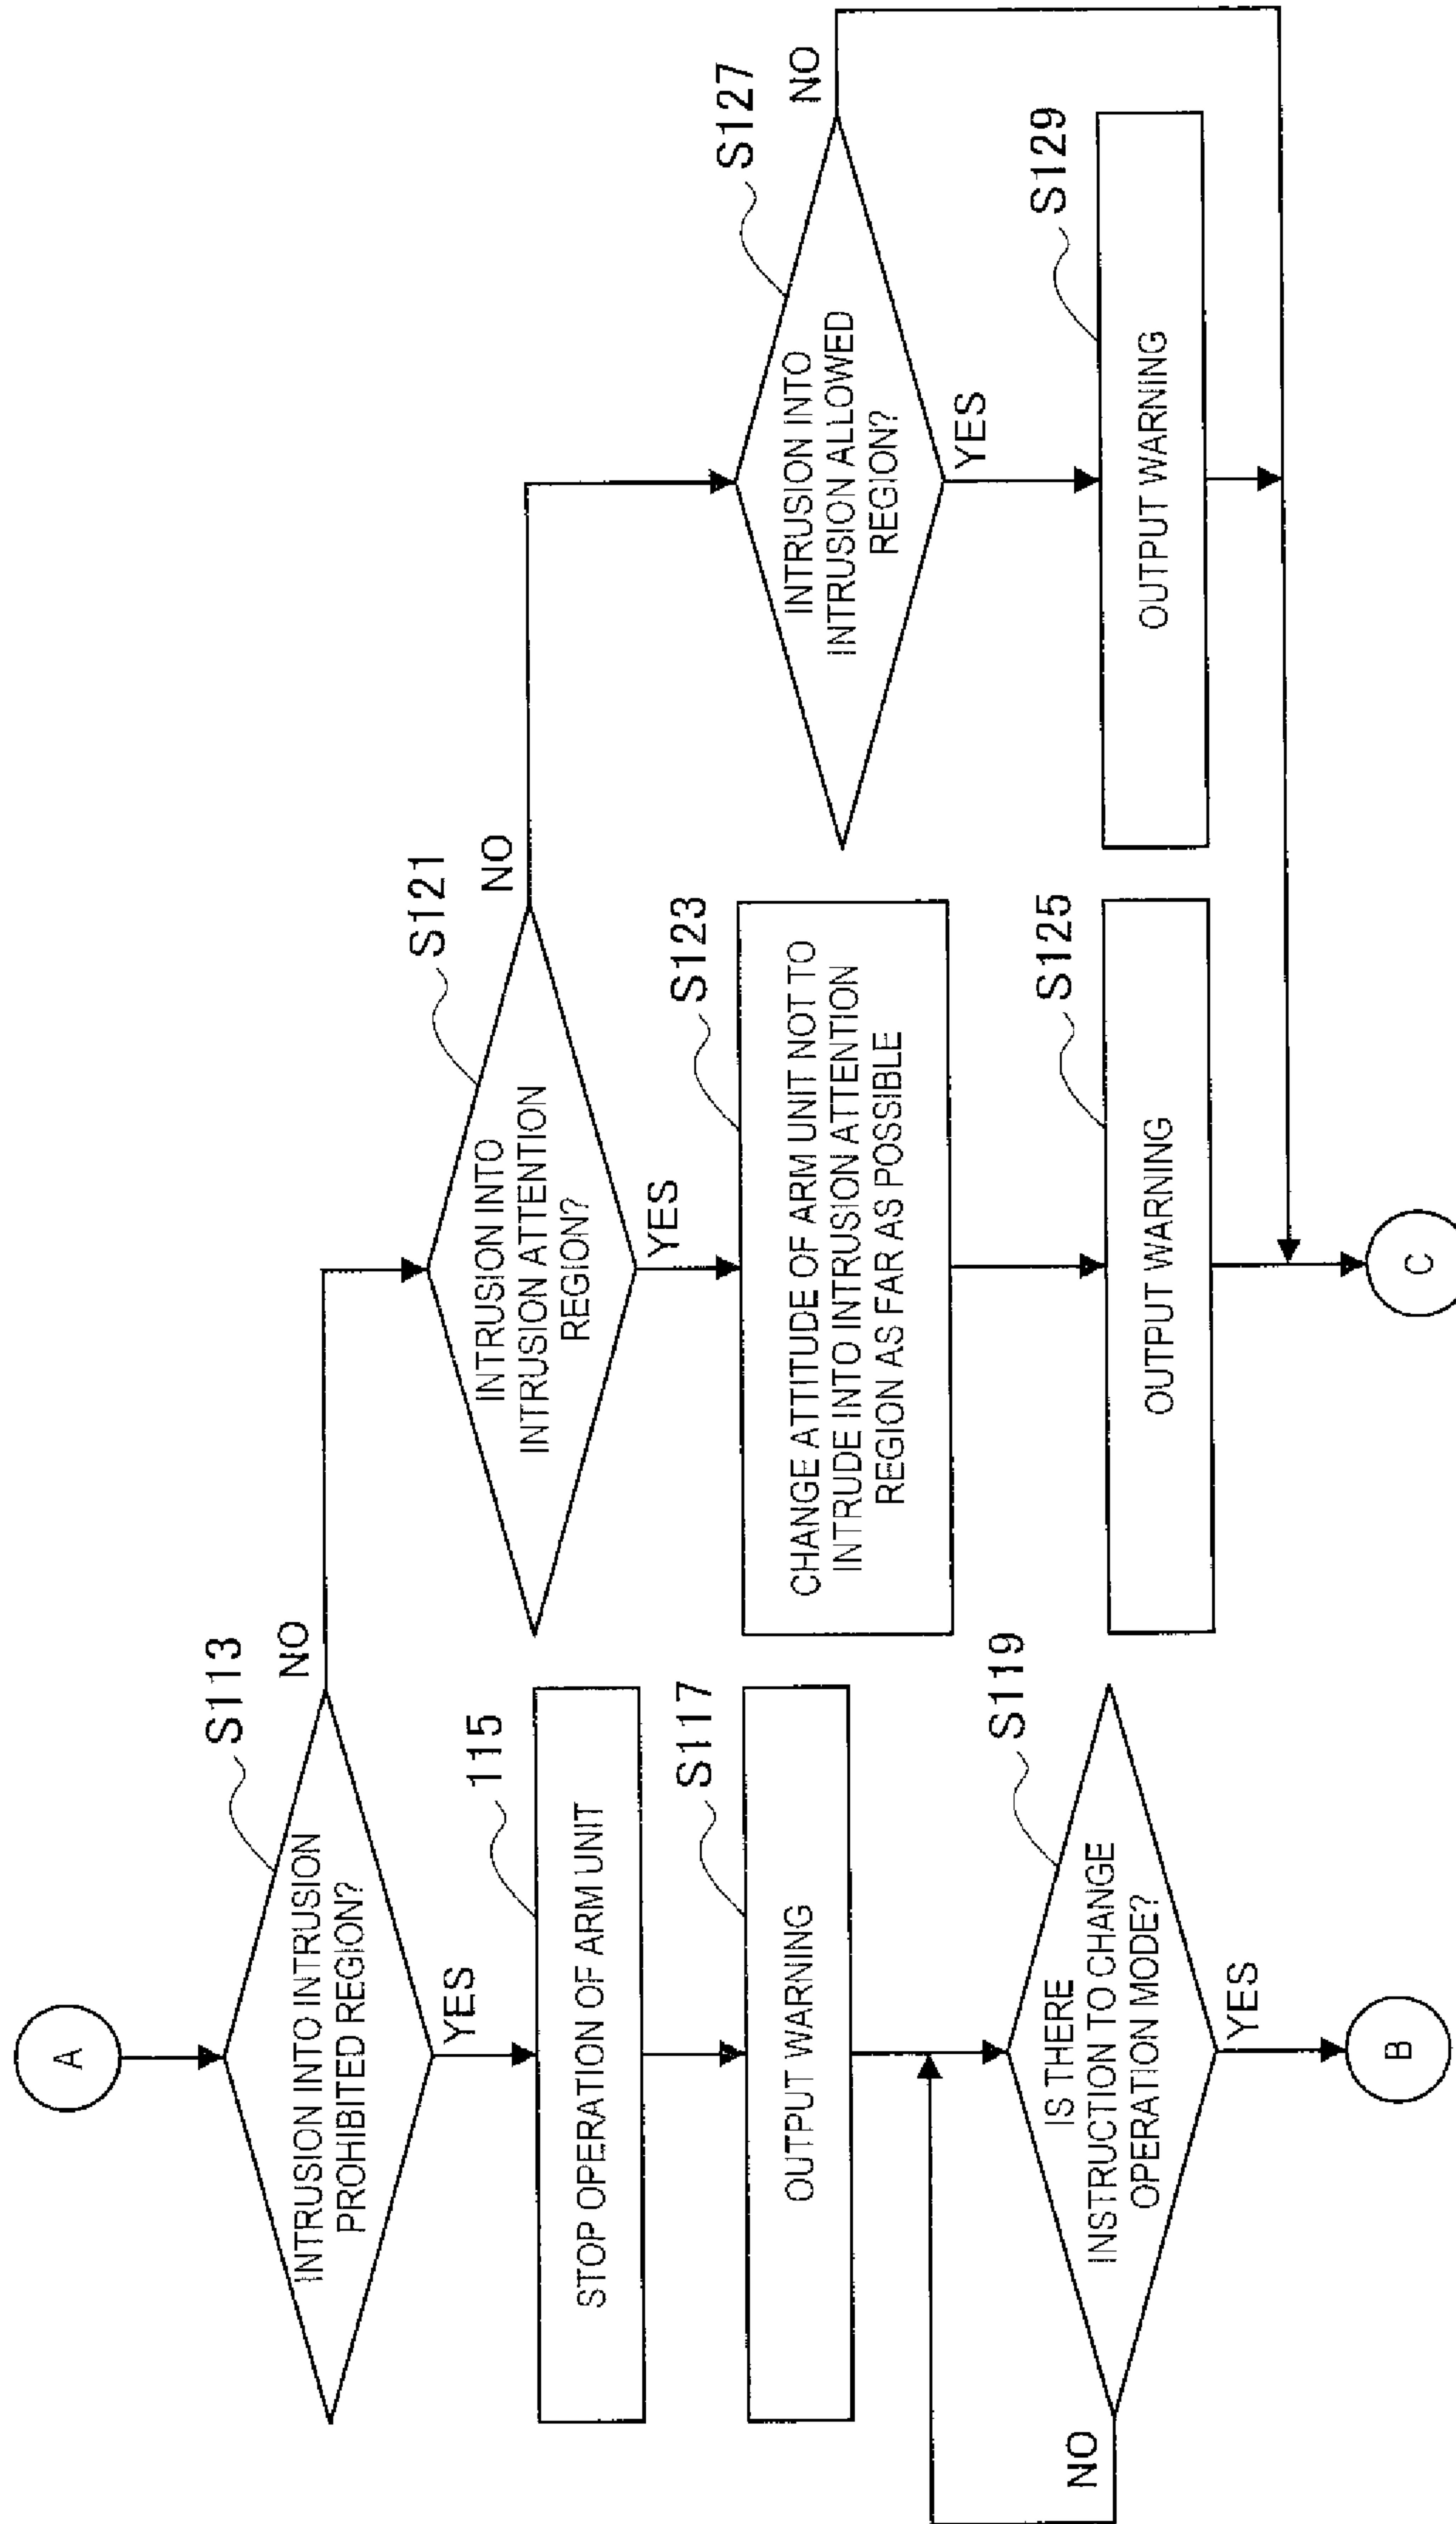 A
S113
INTRUSION INTO INTRUSION
PROHIBITED REGION?
NO
YES
115
STOP OPERATION OF ARM UNIT
S117
OUTPUT WARNING
S119
IS THERE
INSTRUCTION TO CHANGE
OPERATION MODE?
NO
YES
B
S121
INTRUSION INTO
INTRUSION ATTENTION
REGION?
NO
YES
S123
CHANGE ATTITUDE OF ARM UNIT NOT TO
INTRUDE INTO INTRUSION ATTENTION
REGION AS FAR AS POSSIBLE
S125
OUTPUT WARNING
S127
INTRUSION INTO
INTRUSION ALLOWED
REGION?
NO
YES
S129
OUTPUT WARNING
C